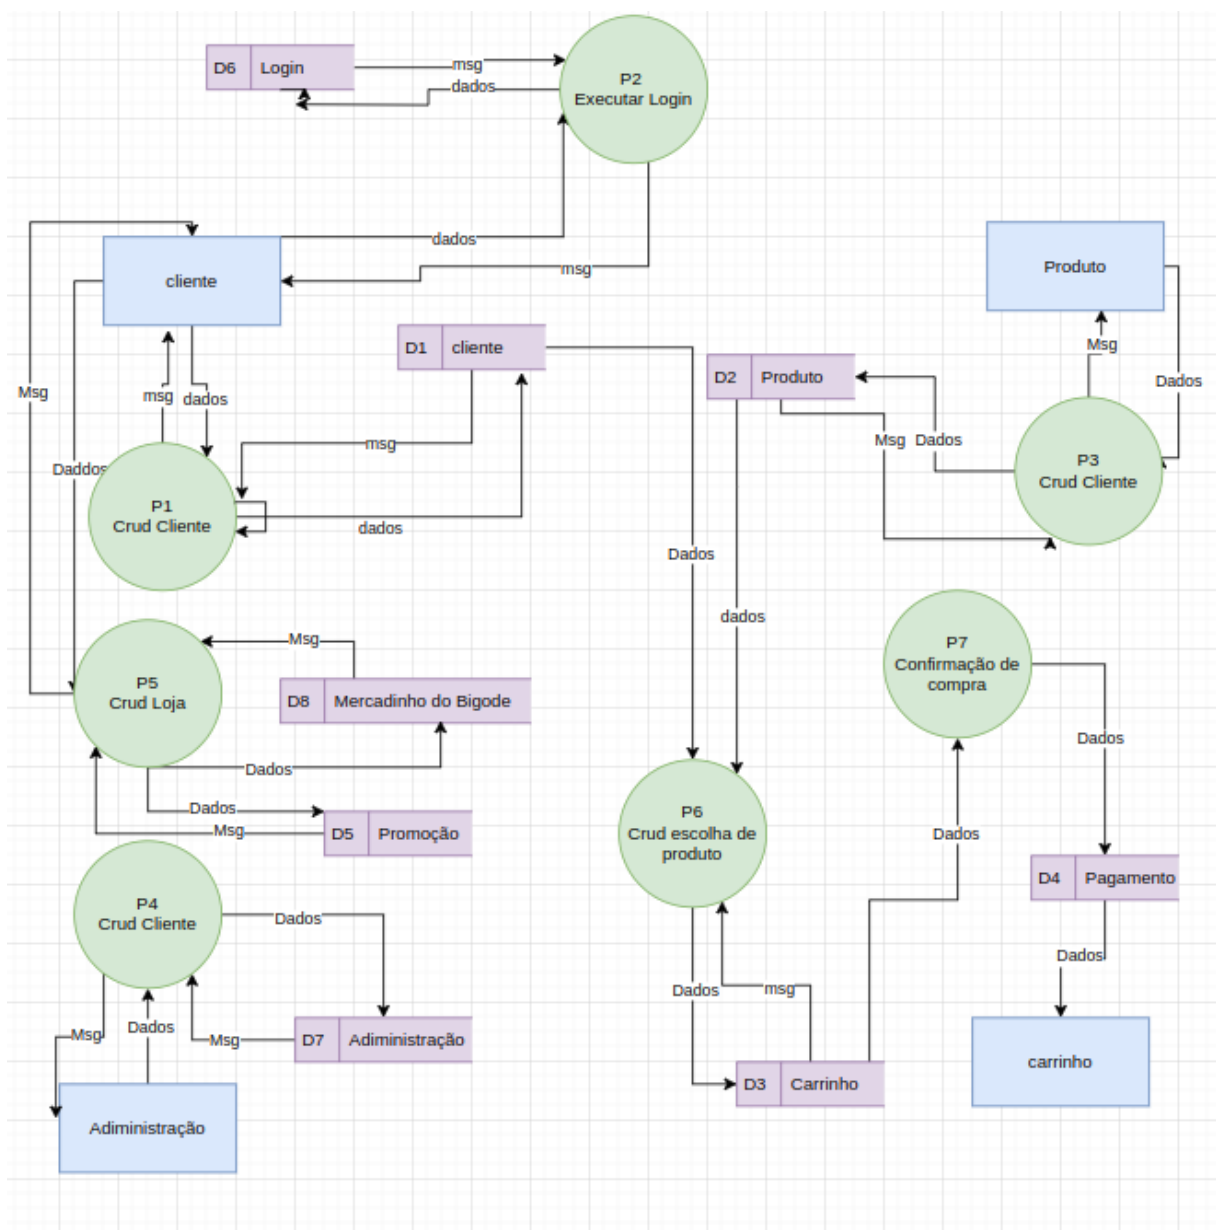 D6 Login
msg
dados
P2
Executar Login
dados
msg
cliente
Produto
Msg
Dados
D1 cliente
D2 Produto
Msg
msg dados
msg
Msg Dados
P3
Crud Cliente
Daddos
P1
Crud Cliente
dados
Dados
dados
Msg
P5
Crud Loja
D8 Mercadinho do Bigode
Dados
Dados
Msg
D5 Promoção
P7
Confirmação de
compra
Dados
P6
Crud escolha de
produto
Dados
D4 Pagamento
P4
Crud Cliente
Dados
Dados
Dados
msg
Msg
Dados
Msg
D7 Adiministração
D3 Carrinho
carrinho
Adiministração